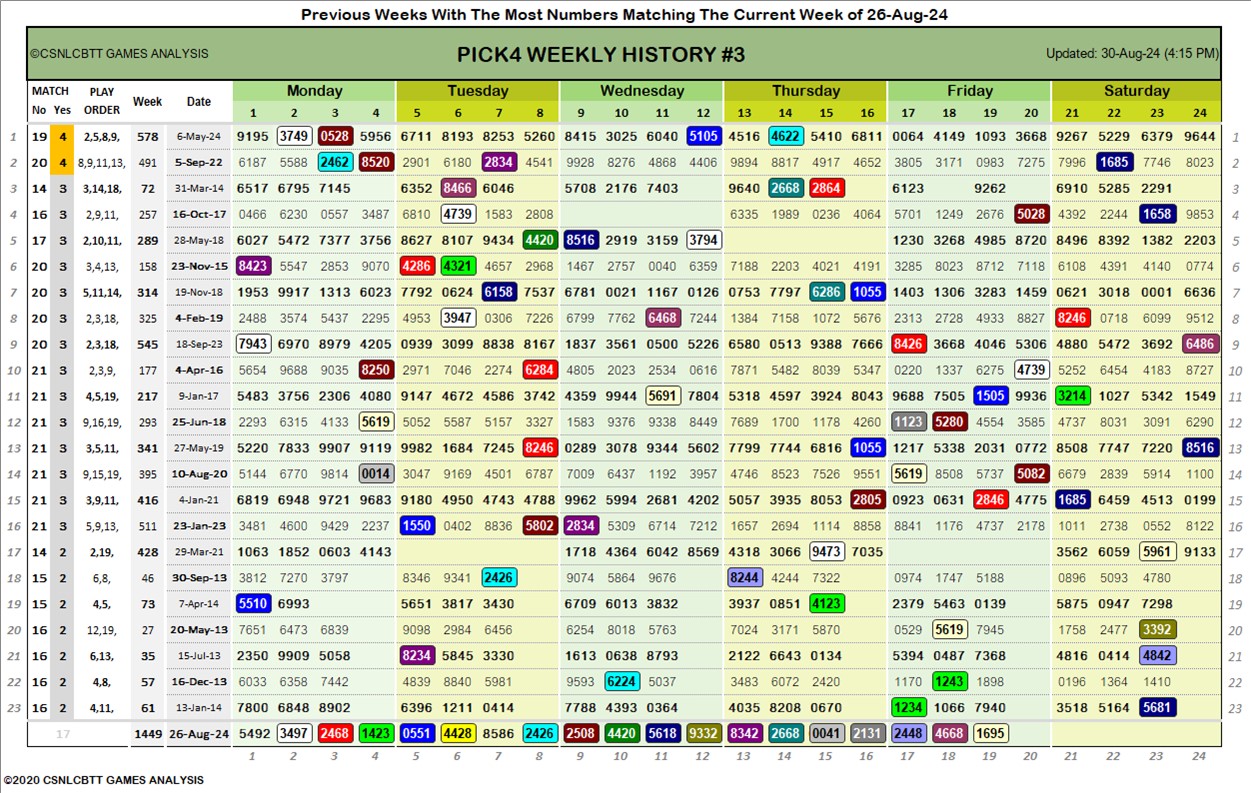 Previous Weeks With The Most Numbers Matching The Current Week of 26-Aug-24
©CSNLCBTT GAMES ANALYSIS PICK4 WEEKLY HISTORY #3 Updated: 30-Aug-24 (4:15 PM)
MATCH PLAY Week Date Monday Tuesday Wednesday Thursday Friday Saturday
No Yes ORDER 1 2 3 4 5 6 7 8 9 10 11 12 13 14 15 16 17 18 19 20 21 22 23 24
1 19 4 2,5,8,9, 578 6-May-24 9195 3749 0528 5956 6711 8193 8253 5260 8415 3025 6040 5105 4516 4622 5410 6811 0064 4149 1093 3668 9267 5229 6379 9644 1
2 20 4 8,9,11,13, 491 5-Sep-22 6187 5588 2462 8520 2901 6180 2834 4541 9928 8276 4868 4406 9894 8817 4917 4652 3805 3171 0983 7275 7996 1685 7746 8023 2
3 14 3 3,14,18, 72 31-Mar-14 6517 6795 7145 6352 8466 6046 5708 2176 7403 9640 2668 2864 6123 9262 6910 5285 2291 3
4 16 3 2,9,11, 257 16-Oct-17 0466 6230 0557 3487 6810 4739 1583 2808 6335 1989 0236 4064 5701 1249 2676 5028 4392 2244 1658 9853 4
5 17 3 2,10,11, 289 28-May-18 6027 5472 7377 3756 8627 8107 9434 4420 8516 2919 3159 3794 1230 3268 4985 8720 8496 8392 1382 2203 5
6 20 3 3,4,13, 158 23-Nov-15 8423 5547 2853 9070 4286 4321 4657 2968 1467 2757 0040 6359 7188 2203 4021 4191 3285 8023 8712 7118 6108 4391 4140 0774 6
7 20 3 5,11,14, 314 19-Nov-18 1953 9917 1313 6023 7792 0624 6158 7537 6781 0021 1167 0126 0753 7797 6286 1055 1403 1306 3283 1459 0621 3018 0001 6636 7
8 20 3 2,3,18, 325 4-Feb-19 2488 3574 5437 2295 4953 3947 0306 7226 6799 7762 6468 7244 1384 7158 1072 5676 2313 2728 4933 8827 8246 0718 6099 9512 8
9 20 3 2,3,18, 545 18-Sep-23 7943 6970 8979 4205 0939 3099 8838 8167 1837 3561 0500 5226 6580 0513 9388 7666 8426 3668 4046 5306 4880 5472 3692 6486 9
10 21 3 2,3,9, 177 4-Apr-16 5654 9688 9035 8250 2971 7046 2274 6284 4805 2023 2534 0616 7871 5482 8039 5347 0220 1337 6275 4739 5252 6454 4183 8727 10
11 21 3 4,5,19, 217 9-Jan-17 5483 3756 2306 4080 9147 4672 4586 3742 4359 9944 5691 7804 5318 4597 3924 8043 9688 7505 1505 9936 3214 1027 5342 1549 11
12 21 3 9,16,19, 293 25-Jun-18 2293 6315 4133 5619 5052 5587 5157 3327 1583 9376 9338 8449 7689 1700 1178 4260 1123 5280 4554 3585 4737 8031 3091 6290 12
13 21 3 3,5,11, 341 27-May-19 5220 7833 9907 9119 9982 1684 7245 8246 0289 3078 9344 5602 7799 7744 6816 1055 1217 5338 2031 0772 8508 7747 7220 8516 13
14 21 3 9,15,19, 395 10-Aug-20 5144 6770 9814 0014 3047 9169 4501 6787 7009 6437 1192 3957 4746 8523 7526 9551 5619 8508 5737 5082 6679 2839 5914 1100 14
15 21 3 3,9,11, 416 4-Jan-21 6819 6948 9721 9683 9180 4950 4743 4788 9962 5994 2681 4202 5057 3935 8053 2805 0923 0631 2846 4775 1685 6459 4513 0199 15
16 21 3 5,9,13, 511 23-Jan-23 3481 4600 9429 2237 1550 0402 8836 5802 2834 5309 6714 7212 1657 2694 1114 8858 8841 1176 4737 2178 1011 2738 0552 8122 16
17 14 2 2,19, 428 29-Mar-21 1063 1852 0603 4143 1718 4364 6042 8569 4318 3066 9473 7035 3562 6059 5961 9133 17
18 15 2 6,8, 46 30-Sep-13 3812 7270 3797 8346 9341 2426 9074 5864 9676 8244 4244 7322 0974 1747 5188 0896 5093 4780 18
19 15 2 4,5, 73 7-Apr-14 5510 6993 5651 3817 3430 6709 6013 3832 3937 0851 4123 2379 5463 0139 5875 0947 7298 19
20 16 2 12,19, 27 20-May-13 7651 6473 6839 9098 2984 6456 6254 8018 5763 7024 3171 5870 0529 5619 7945 1758 2477 3392 20
21 16 2 6,13, 35 15-Jul-13 2350 9909 5058 8234 5845 3330 1613 0638 8793 2122 6643 0134 5394 0487 7368 4816 0414 4842 21
22 16 2 4,8, 57 16-Dec-13 6033 6358 7442 4839 8840 5981 9593 6224 5037 3483 6072 2420 1170 1243 1898 0196 1364 1410 22
23 16 2 4,11, 61 13-Jan-14 7800 6848 8902 6396 1211 0414 7788 4393 0364 4035 8208 0670 1234 1066 7940 3518 5164 5681 23
17 1449 26-Aug-24 5492 3497 2468 1423 0551 4428 8586 2426 2508 4420 5618 9332 8342 2668 0041 2131 2448 4668 1695
1 2 3 4 5 6 7 8 9 10 11 12 13 14 15 16 17 18 19 20 21 22 23 24
©2020 CSNLCBTT GAMES ANALYSIS